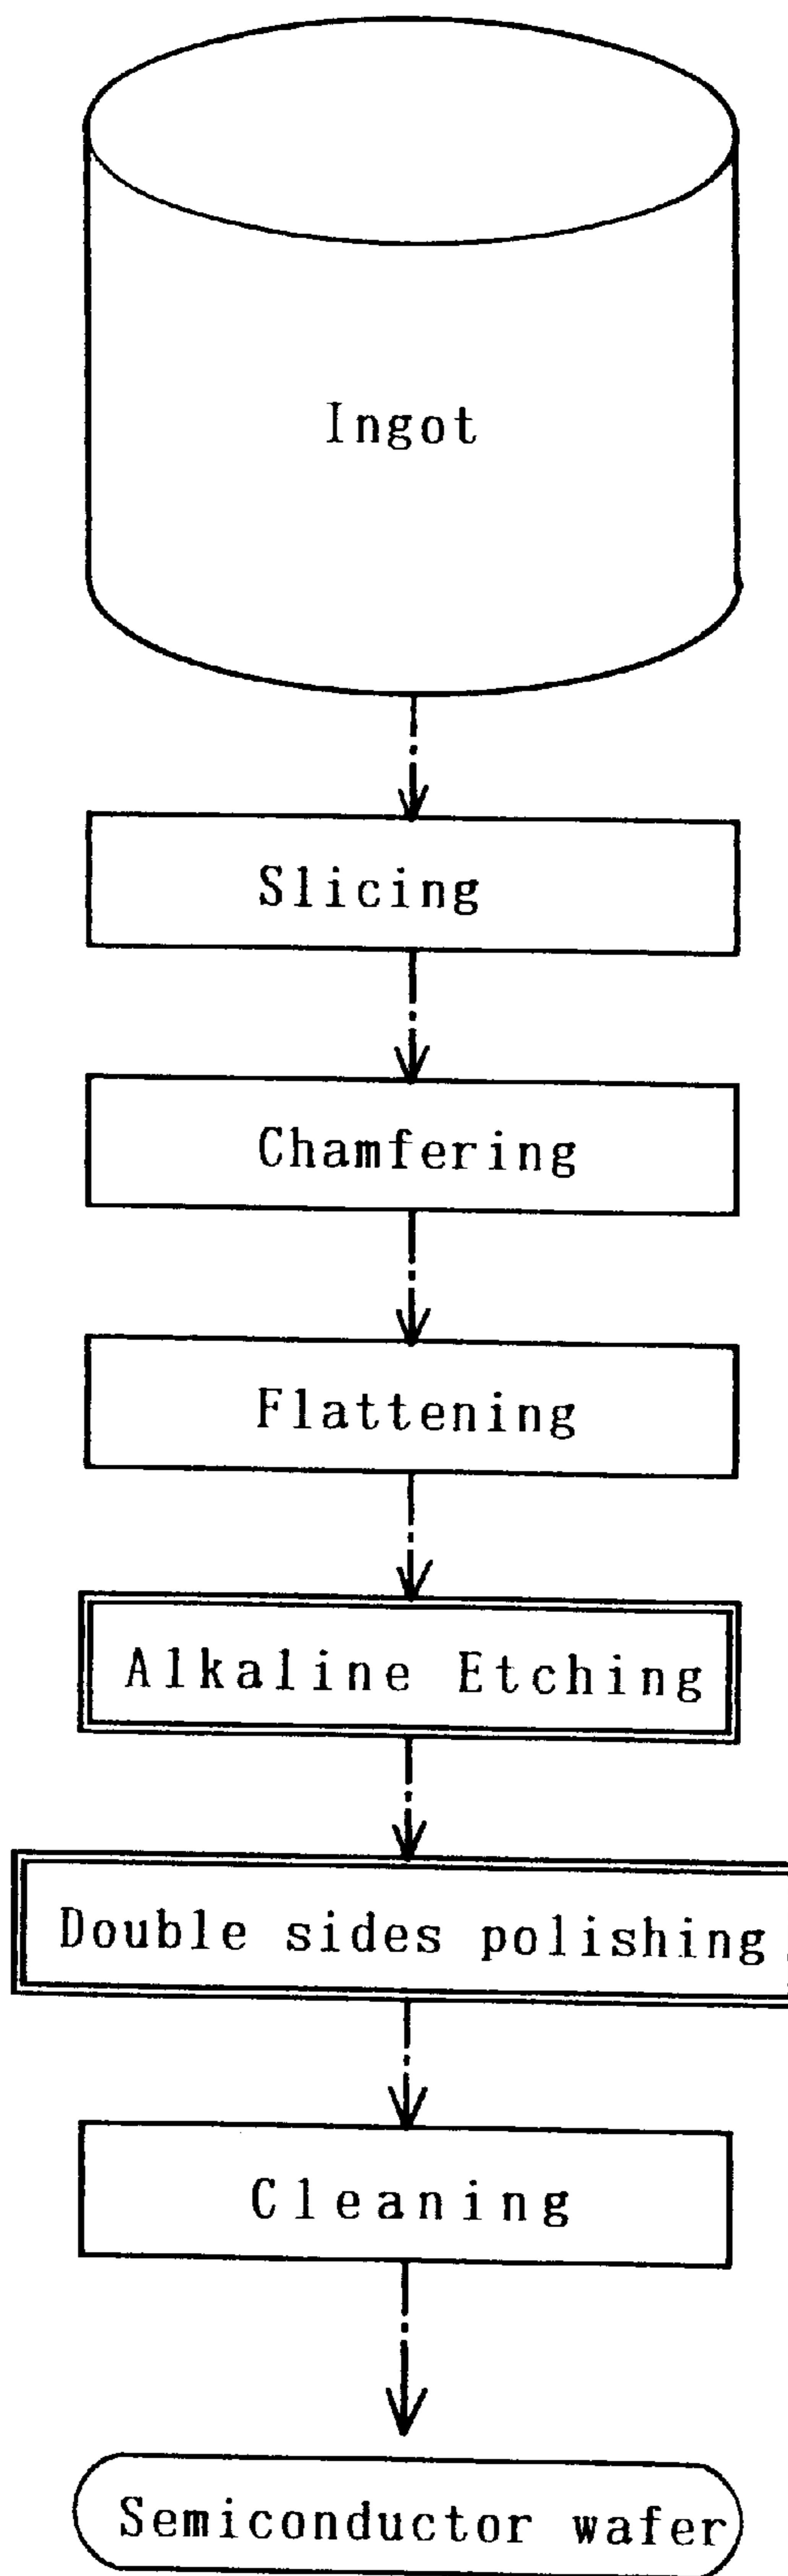 Ingot
Slicing
Chamfering
Flattening
Alkaline Etching
Double sides polishing
Cleaning
Semiconductor wafer